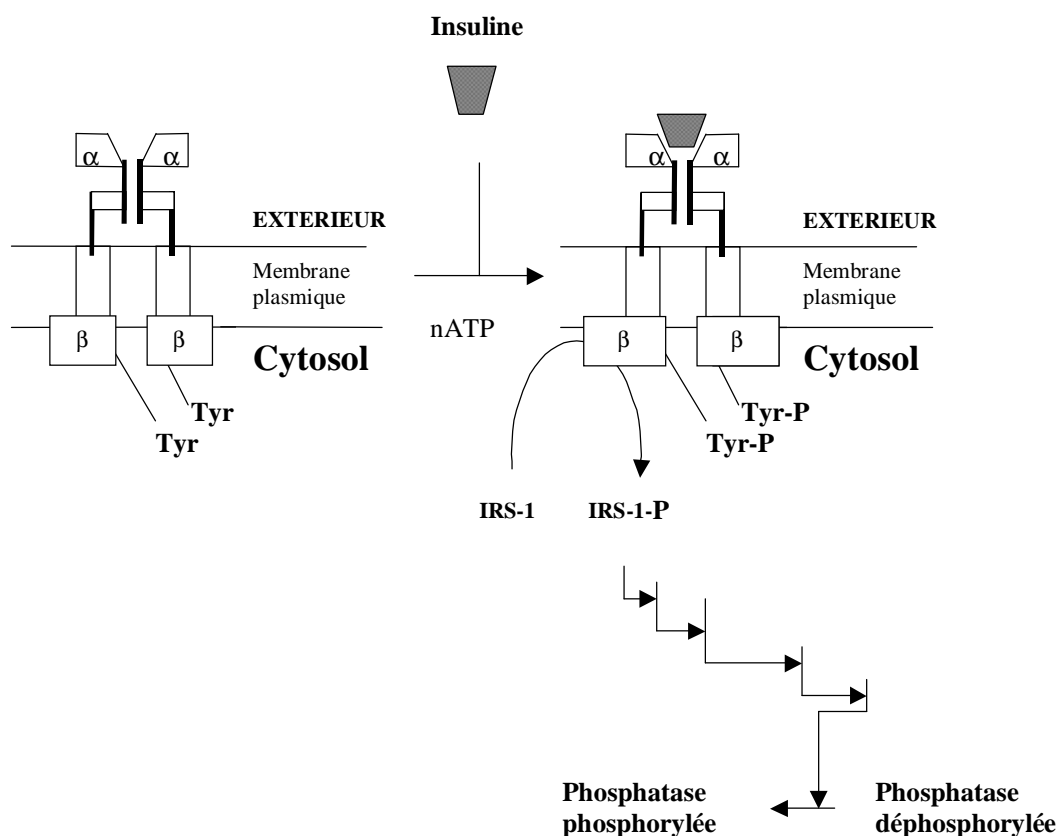 Insuline
α α
EXTERIEUR
Membrane
plasmique
β β
Cytosol
Tyr
Tyr
nATP
α α
EXTERIEUR
Membrane
plasmique
β β
Cytosol
Tyr-P
Tyr-P
IRS-1 IRS-1-P
Phosphatase
phosphorylée
Phosphatase
déphosphorylée